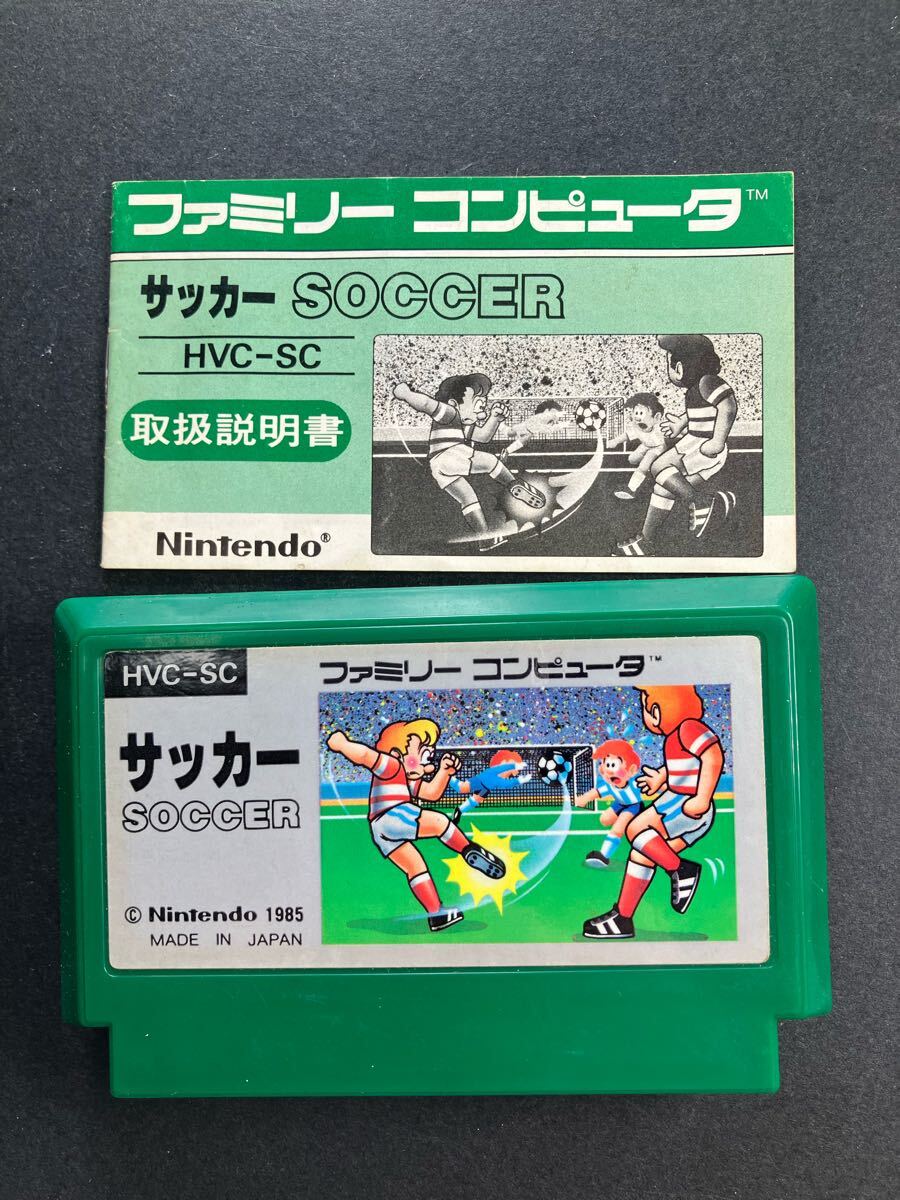 ファミリー コンピュータ™
サッカー SOCCER
HVC-SC
取扱説明書
Nintendo®
HVC-SC
ファミリー コンピュータ™
サッカー
SOCCER
© Nintendo 1985
MADE IN JAPAN